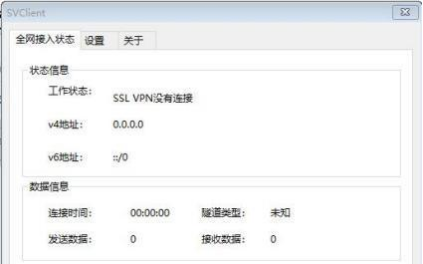 SVClient
全网接入状态 设置 关于
状态信息
工作状态: SSL VPN没有连接
v4地址: 0.0.0.0
v6地址: ::/0
数据信息
连接时间: 00:00:00 隧道类型: 未知
发送数据: 0 接收数据: 0